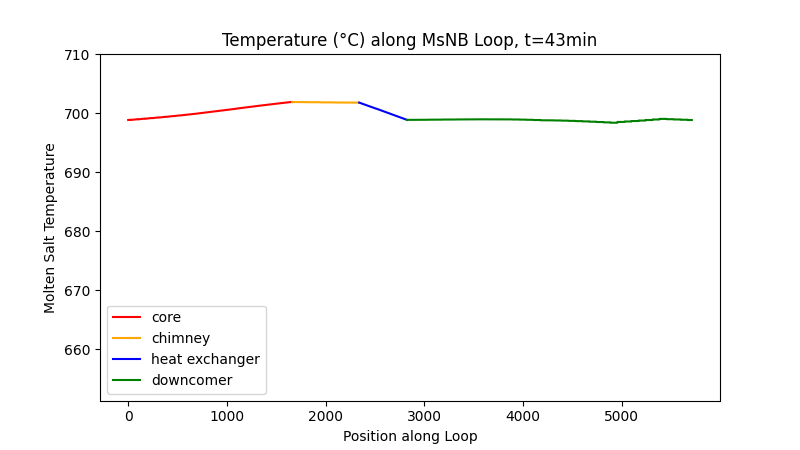 Temperature (°C) along MsNB Loop, t=43min
Molten Salt Temperature
710
700
690
680
670
660
core
chimney
heat exchanger
downcomer
0 1000 2000 3000 4000 5000
Position along Loop